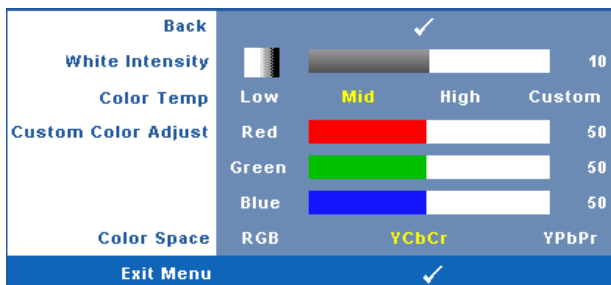 Back
White Intensity 10
Color Temp Low Mid High Custom
Custom Color Adjust Red 50
Green 50
Blue 50
Color Space RGB YCbCr YPbPr
Exit Menu